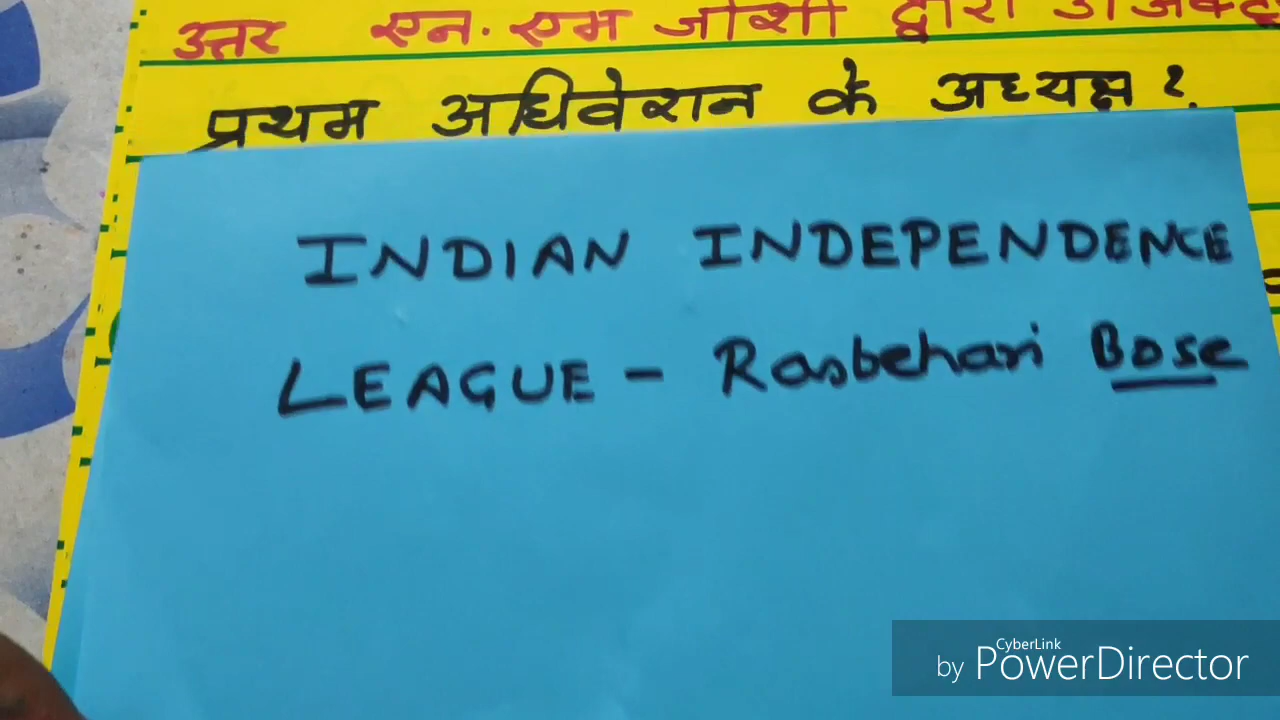 उत्तर एन. एम जोशी द्वारा
प्रथम अधिवेशन के अध्यक्ष ?
INDIAN INDEPENDENCE
LEAGUE - Rasbehari Bose
CyberLink
by PowerDirector